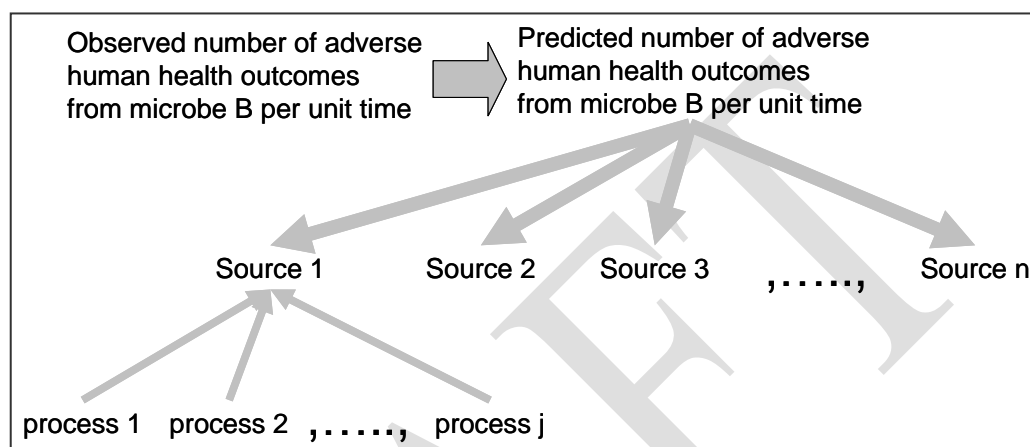 Observed number of adverse
human health outcomes
from microbe B per unit time
Predicted number of adverse
human health outcomes
from microbe B per unit time
Source 1 Source 2 Source 3 ,....., Source n
process 1 process 2 ,....., process j